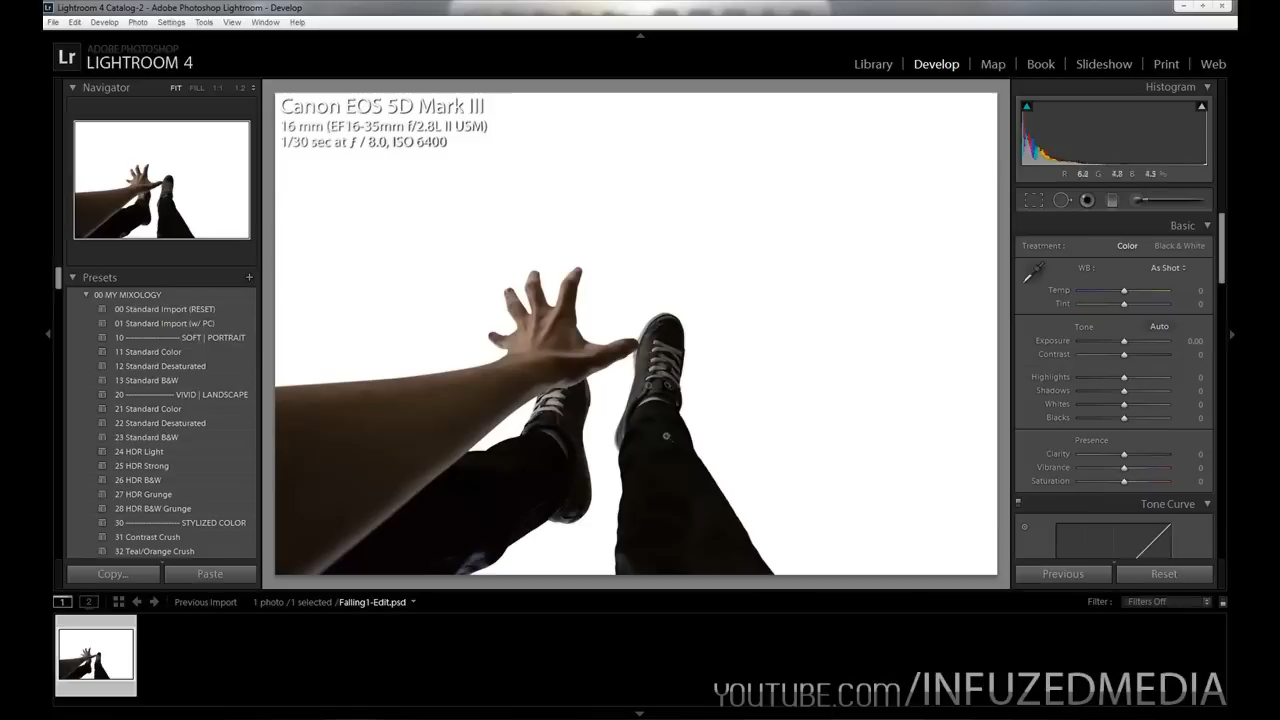 Lightroom 4 Catalog-2 - Adobe Photoshop Lightroom - Develop
File Edit Develop Photo Settings Tools View Window Help
Lr ADOBE PHOTOSHOP
LIGHTROOM 4
Library | Develop | Map | Book | Slideshow | Print | Web
Navigator FIT FILL 1:1 1:2
Canon EOS 5D Mark III
16 mm (EF16-35mm f/2.8L II USM)
1/30 sec at ƒ / 8.0, ISO 6400
Presets +
00 MY MIXOLOGY
00 Standard Import (RESET)
01 Standard Import (w/ PC)
10 ---------------- SOFT | PORTRAIT
11 Standard Color
12 Standard Desaturated
13 Standard B&W
20 ---------------- VIVID | LANDSCAPE
21 Standard Color
22 Standard Desaturated
23 Standard B&W
24 HDR Light
25 HDR Strong
26 HDR B&W
27 HDR Grunge
28 HDR B&W Grunge
30 ---------------- STYLIZED COLOR
31 Contrast Crush
32 Teal/Orange Crush
Copy... Paste
Histogram
R 6.2 G 4.8 B 4.5 %
Basic
Treatment : Color Black & White
WB : As Shot
Temp 0
Tint 0
Tone Auto
Exposure 0.00
Contrast 0
Highlights 0
Shadows 0
Whites 0
Blacks 0
Presence
Clarity 0
Vibrance 0
Saturation 0
Tone Curve
Previous Reset
1 2 Previous Import 1 photo /1 selected /Falling1-Edit.psd Filter : Filters Off
YOUTUBE.COM/INFUZEDMEDIA